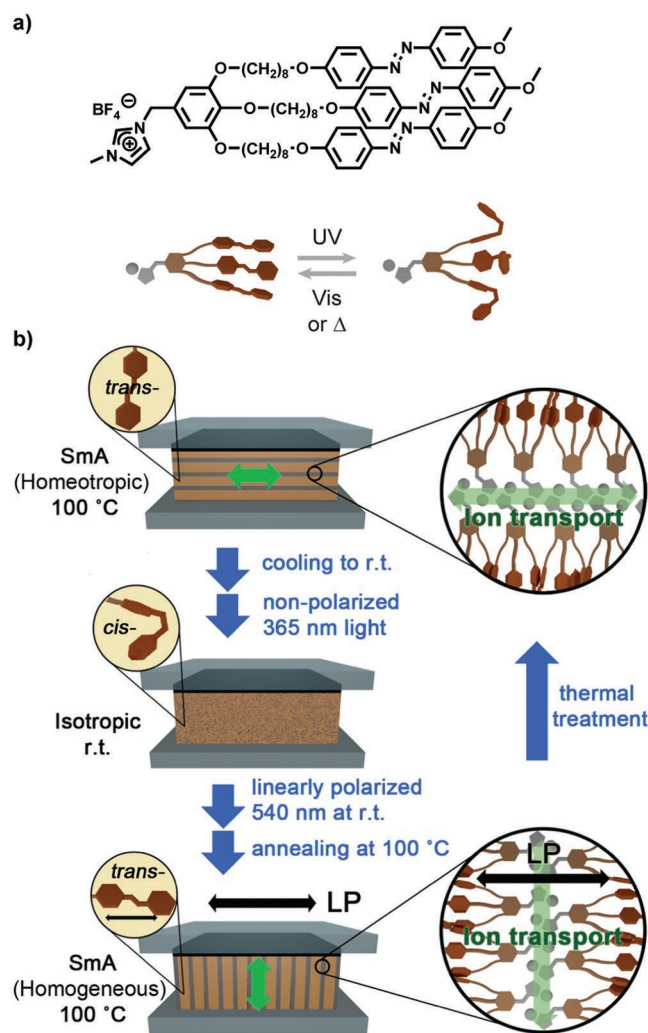 a)
O—(CH2)8—O
N
N
O
BF4⊖
O—(CH2)8—O
N
N
O
N
⊕
N
O—(CH2)8—O
N
N
O
UV
Vis
or Δ
b)
trans-
SmA
(Homeotropic)
100 °C
Ion transport
cooling to r.t.
non-polarized
365 nm light
cis-
Isotropic
r.t.
thermal
treatment
linearly polarized
540 nm at r.t.
annealing at 100 °C
trans-
LP
LP
SmA
(Homogeneous)
100 °C
Ion transport